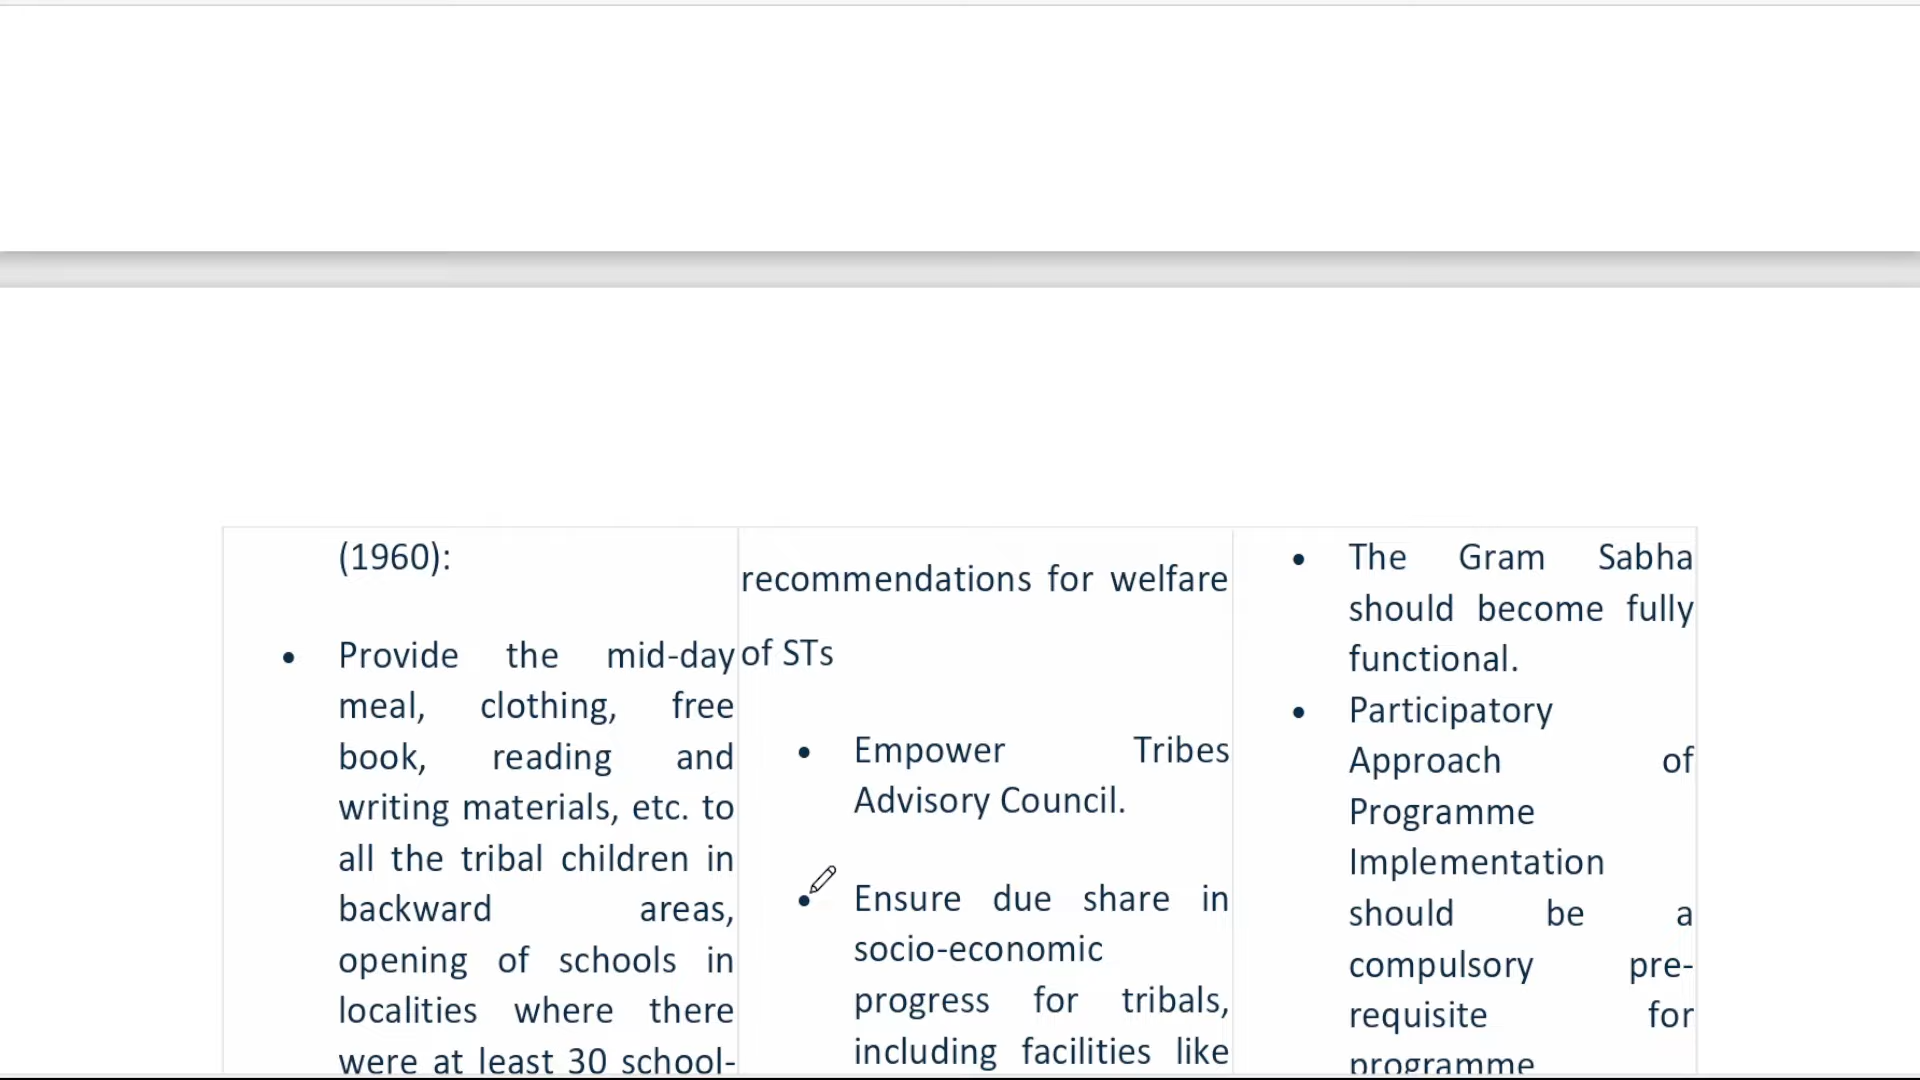 (1960):
Provide the mid-day
meal, clothing, free
book, reading and
writing materials, etc. to
all the tribal children in
backward areas,
opening of schools in
localities where there
were at least 30 school-
recommendations for welfare
of STs
Empower Tribes
Advisory Council.
Ensure due share in
socio-economic
progress for tribals,
including facilities like
The Gram Sabha
should become fully
functional.
Participatory
Approach of
Programme
Implementation
should be a
compulsory pre-
requisite for
programme